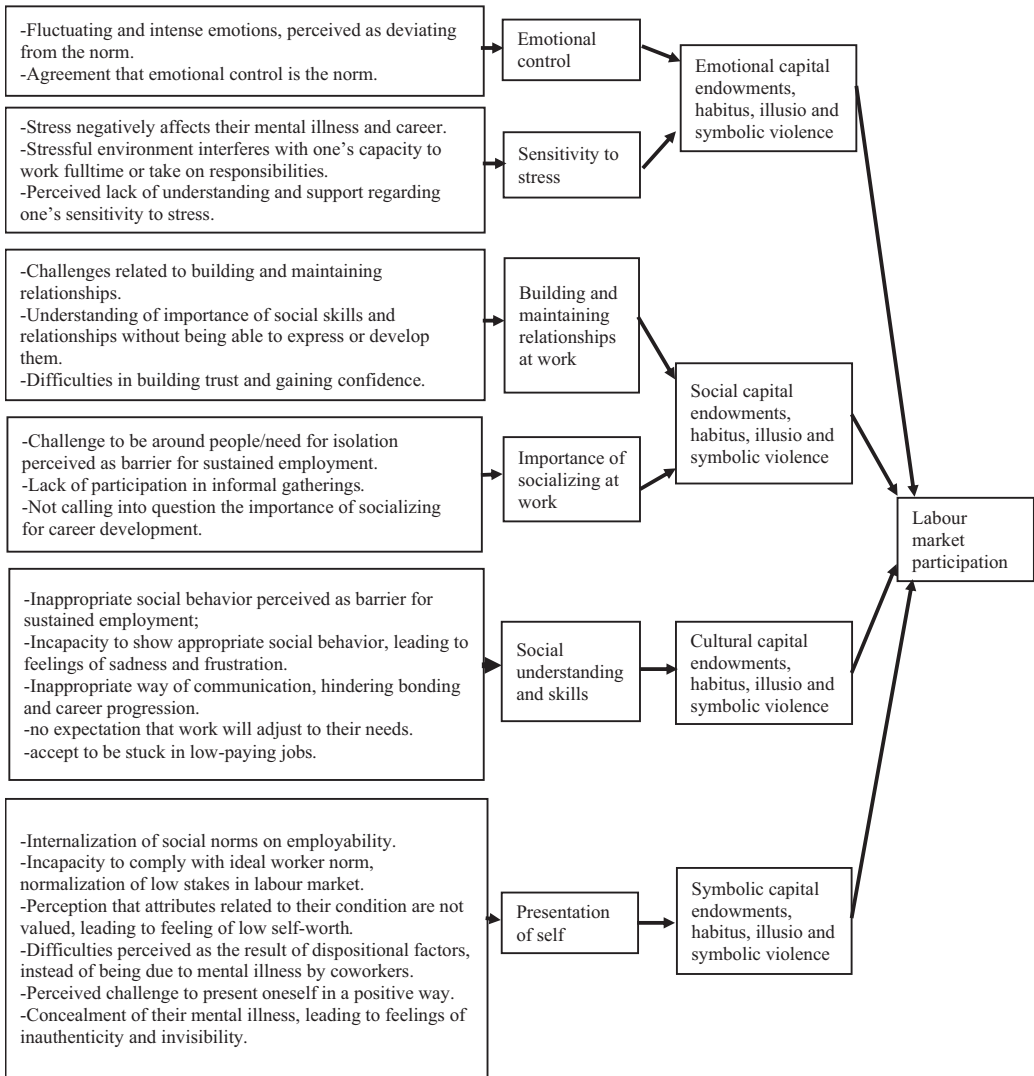 -Fluctuating and intense emotions, perceived as deviating
from the norm.
-Agreement that emotional control is the norm.
Emotional
control
Emotional capital
endowments,
habitus, illusio and
symbolic violence
-Stress negatively affects their mental illness and career.
-Stressful environment interferes with one’s capacity to
work fulltime or take on responsibilities.
-Perceived lack of understanding and support regarding
one’s sensitivity to stress.
Sensitivity to
stress
-Challenges related to building and maintaining
relationships.
-Understanding of importance of social skills and
relationships without being able to express or develop
them.
-Difficulties in building trust and gaining confidence.
Building and
maintaining
relationships
at work
Social capital
endowments,
habitus, illusio and
symbolic violence
-Challenge to be around people/need for isolation
perceived as barrier for sustained employment.
-Lack of participation in informal gatherings.
-Not calling into question the importance of socializing
for career development.
Importance of
socializing at
work
Labour
market
participation
-Inappropriate social behavior perceived as barrier for
sustained employment;
-Incapacity to show appropriate social behavior, leading to
feelings of sadness and frustration.
-Inappropriate way of communication, hindering bonding
and career progression.
-no expectation that work will adjust to their needs.
-accept to be stuck in low-paying jobs.
Social
understanding
and skills
Cultural capital
endowments,
habitus, illusio and
symbolic violence
-Internalization of social norms on employability.
-Incapacity to comply with ideal worker norm,
normalization of low stakes in labour market.
-Perception that attributes related to their condition are not
valued, leading to feeling of low self-worth.
-Difficulties perceived as the result of dispositional factors,
instead of being due to mental illness by coworkers.
-Perceived challenge to present oneself in a positive way.
-Concealment of their mental illness, leading to feelings of
inauthenticity and invisibility.
Presentation
of self
Symbolic capital
endowments,
habitus, illusio and
symbolic violence